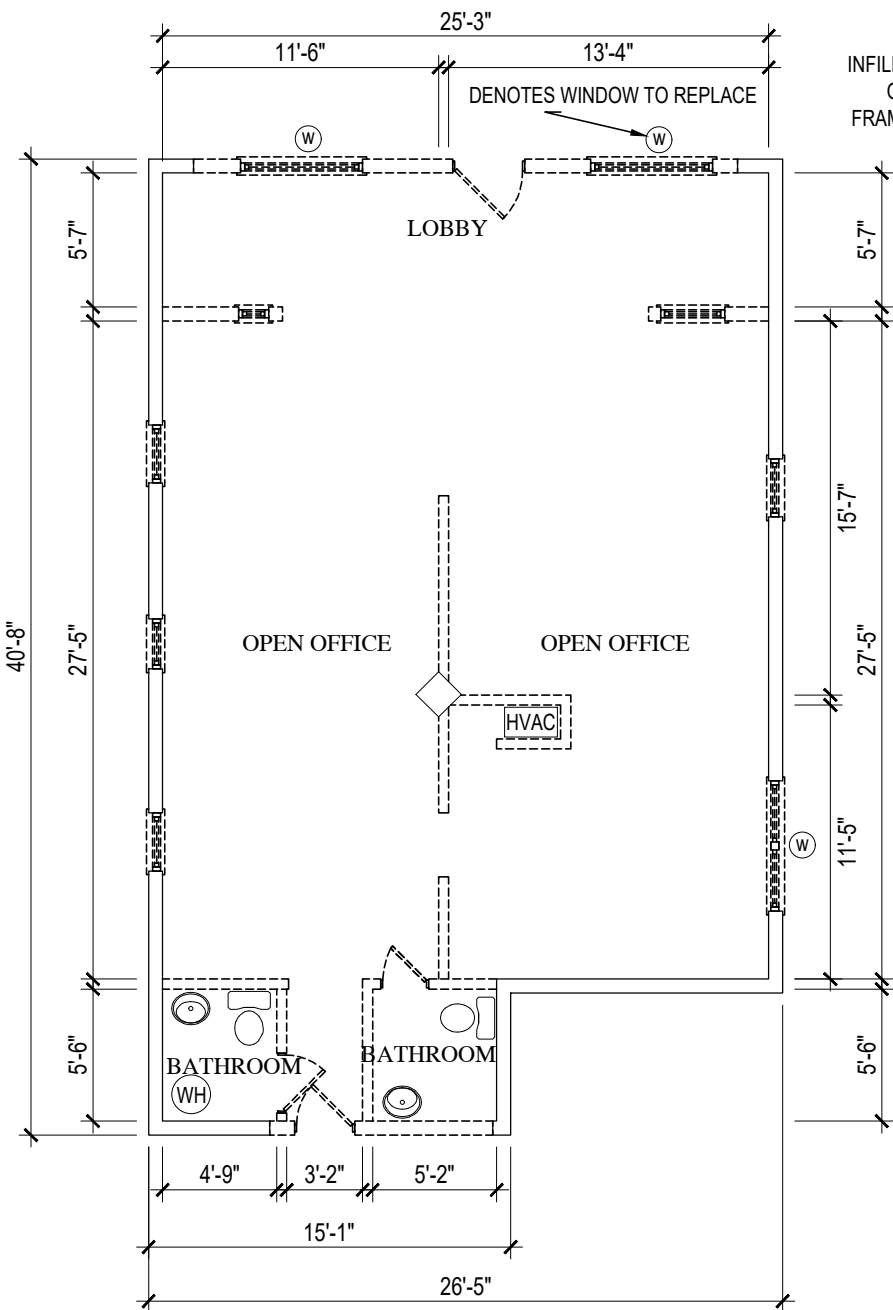 25'-3"
11'-6"
13'-4"
INFILL
DENOTES WINDOW TO REPLACE
FRAM
W
W
5'-7"
LOBBY
5'-7"
15'-7"
40'-8"
27'-5"
OPEN OFFICE
OPEN OFFICE
27'-5"
HVAC
W
11'-5"
5'-6"
BATHROOM
BATHROOM
5'-6"
WH
4'-9"
3'-2"
5'-2"
15'-1"
26'-5"